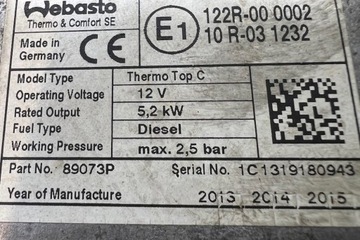 Webasto
Thermo & Comfort SE
Made in
Germany
CE
E1
122R-00 0002
10 R-03 1232
Model Type Thermo Top C
Operating Voltage 12 V
Rated Output 5,2 kW
Fuel Type Diesel
Working Pressure max. 2,5 bar
Part No. 89073P Serial No. 1C1319180943
Year of Manufacture 2013 2014 2015